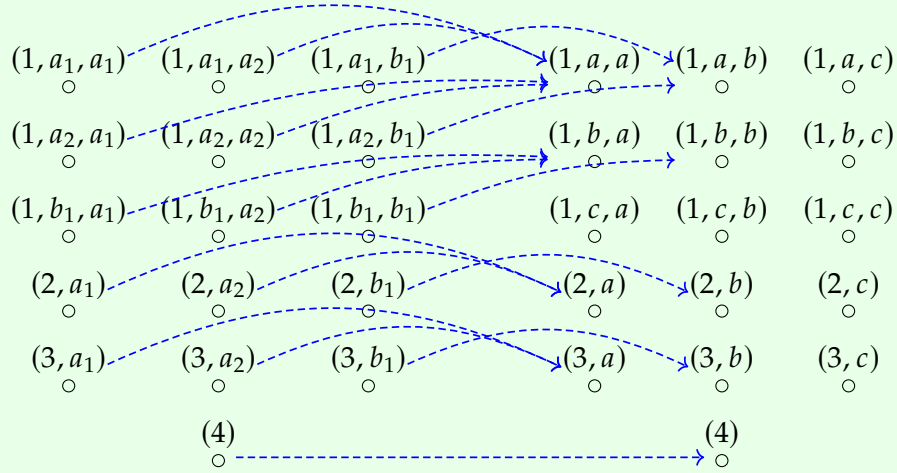 (1, a₁, a₁) (1, a₁, a₂) (1, a₁, b₁) (1, a, a) (1, a, b) (1, a, c)
(1, a₂, a₁) (1, a₂, a₂) (1, a₂, b₁) (1, b, a) (1, b, b) (1, b, c)
(1, b₁, a₁) (1, b₁, a₂) (1, b₁, b₁) (1, c, a) (1, c, b) (1, c, c)
(2, a₁) (2, a₂) (2, b₁) (2, a) (2, b) (2, c)
(3, a₁) (3, a₂) (3, b₁) (3, a) (3, b) (3, c)
(4) (4)